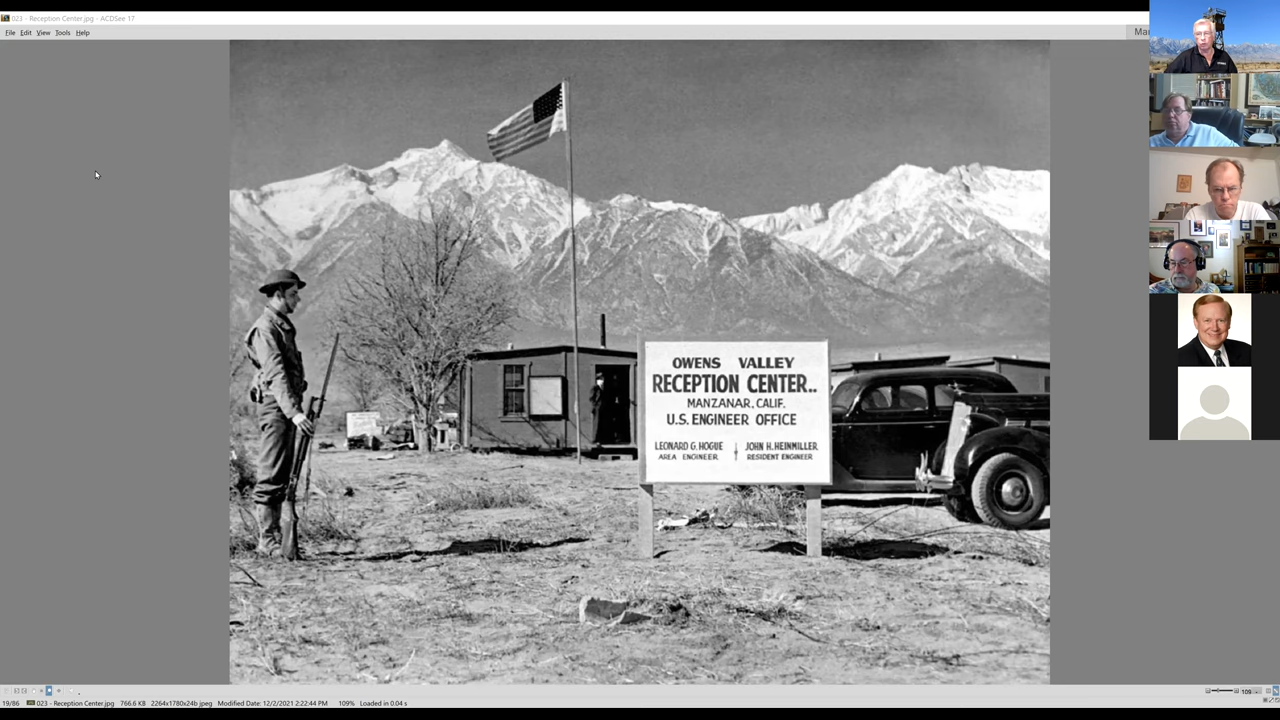 023 - Reception Center.jpg - ACDSee 17
File Edit View Tools Help
Ma
OWENS VALLEY
RECEPTION CENTER..
MANZANAR, CALIF.
U.S. ENGINEER OFFICE
LEONARD G. HOGUE
AREA ENGINEER
JOHN H. HEINMILLER
RESIDENT ENGINEER
109
19/86 023 - Reception Center.jpg 766.6 KB 2264x1780x24b jpeg Modified Date: 12/2/2021 2:22:44 PM 109% Loaded in 0.04 s